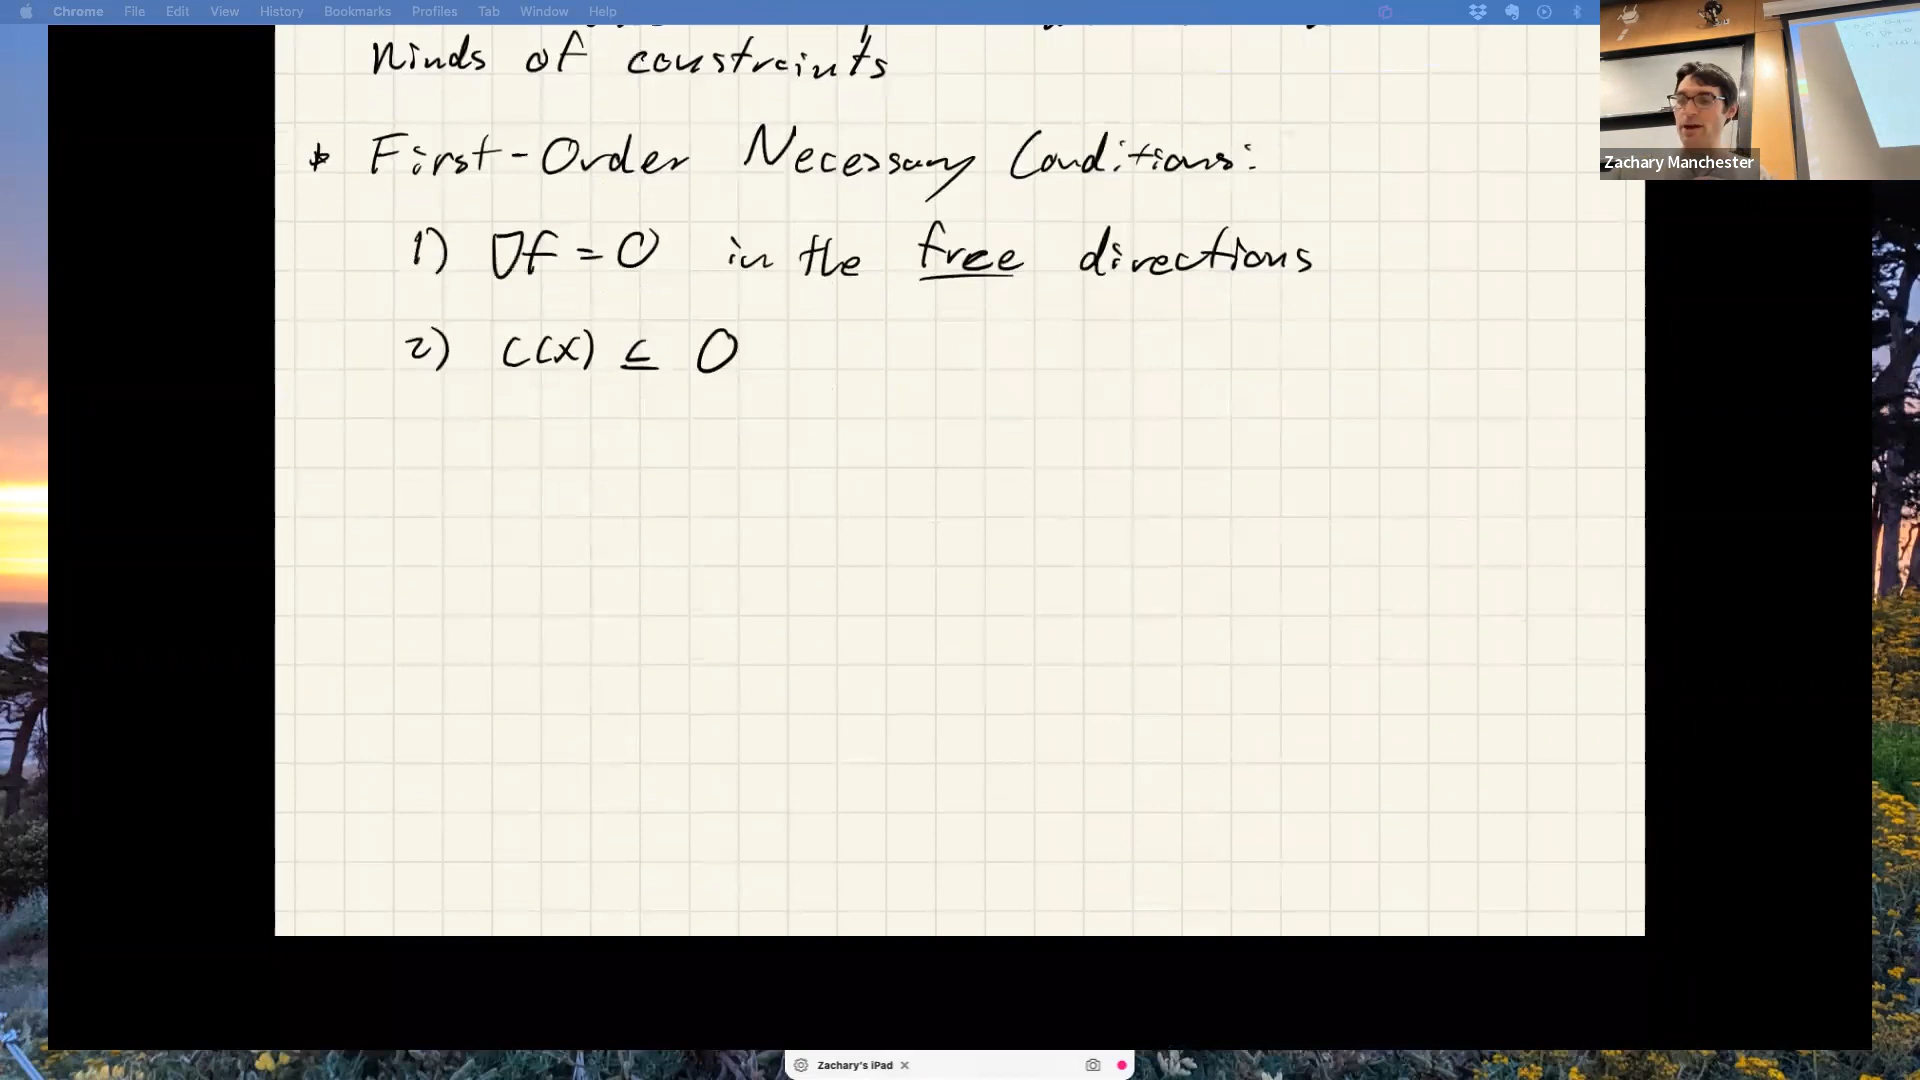 Chrome File Edit View History Bookmarks Profiles Tab Window Help
Kinds of constraints
* First-Order Necessary Conditions:
1) ∇f = 0 in the free directions
2) c(x) ≤ 0
Zachary Manchester
Zachary's iPad